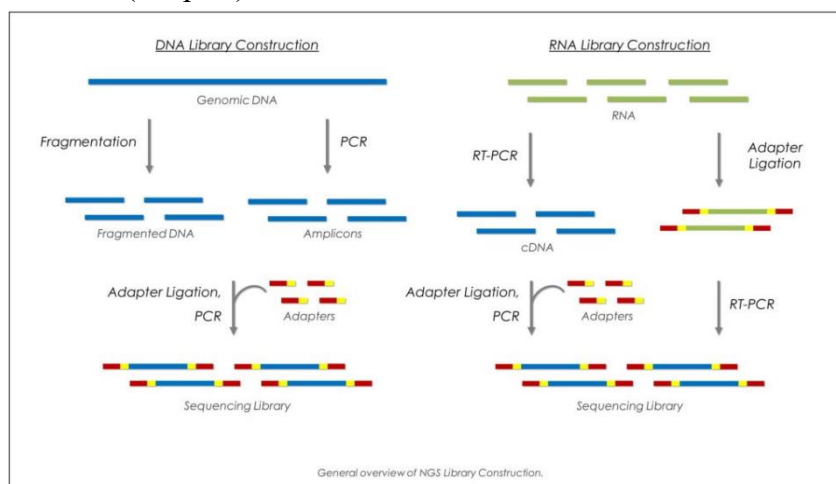 DNA Library Construction
Genomic DNA
Fragmentation
PCR
Fragmented DNA
Amplicons
Adapter Ligation,
PCR
Adapters
Sequencing Library
RNA Library Construction
RNA
RT-PCR
Adapter
Ligation
cDNA
Adapter Ligation,
PCR
Adapters
RT-PCR
Sequencing Library
General overview of NGS Library Construction.